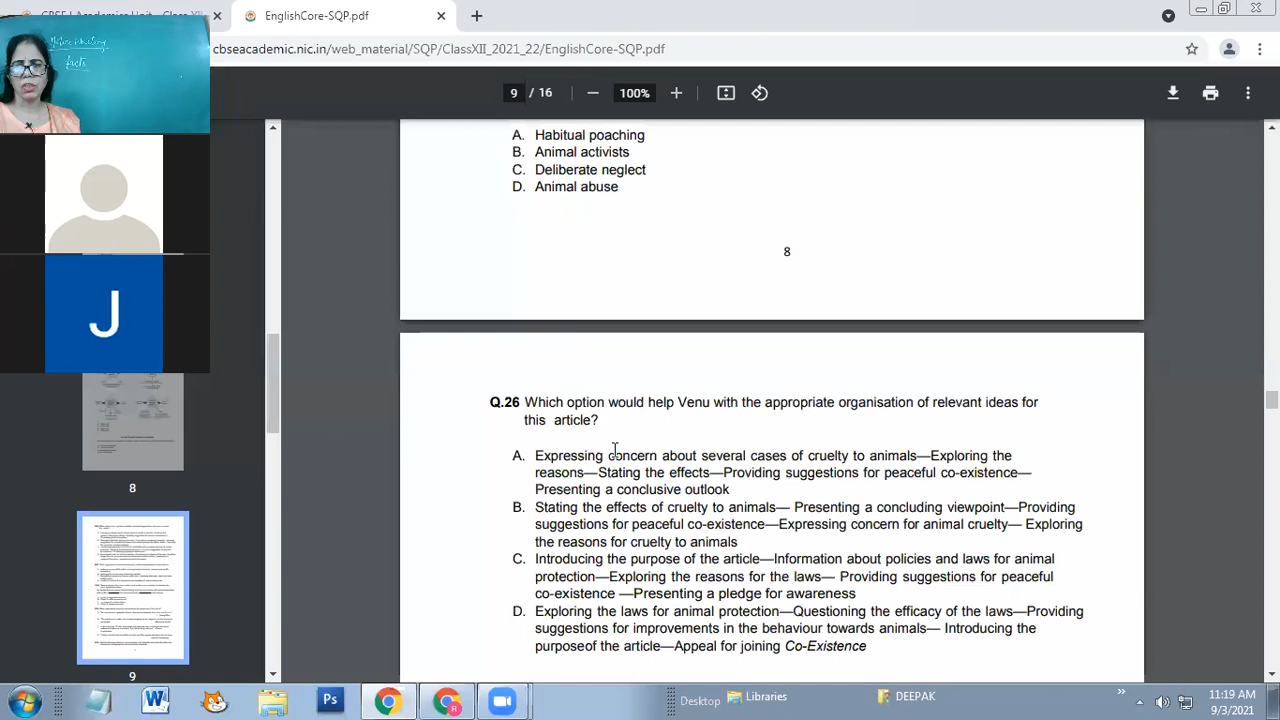 EnglishCore-SQP.pdf
cbseacademic.nic.in/web_material/SQP/ClassXII_2021_22/EnglishCore-SQP.pdf
9 / 16
100%
facts
A. Habitual poaching
B. Animal activists
C. Deliberate neglect
D. Animal abuse
8
J
Q.26 Which option would help Venu with the appropriate organisation of relevant ideas for
this article?
A. Expressing concern about several cases of cruelty to animals—Exploring the
reasons—Stating the effects—Providing suggestions for peaceful co-existence—
Presenting a conclusive outlook
B. Stating the effects of cruelty to animals— Presenting a concluding viewpoint—Providing
suggestions for peaceful co-existence—Expressing concern for animal cruelty—Exploring
the reasons for cruelty to animals
C. Introducing the purpose of the article—Information about policies and laws for animal
protection— Exploring the reasons for the laws—Providing suggestions for peaceful
co-existence —Presenting a pledge for awareness
D. Exploring the laws for animal protection—Questioning the efficacy of the laws—Providing
suggestions for improvements in the behaviour towards animals— Introducing the
purposeof the article—Appeal for joining Co-Existence
8
9
Desktop
Libraries
DEEPAK
11:19 AM
9/3/2021